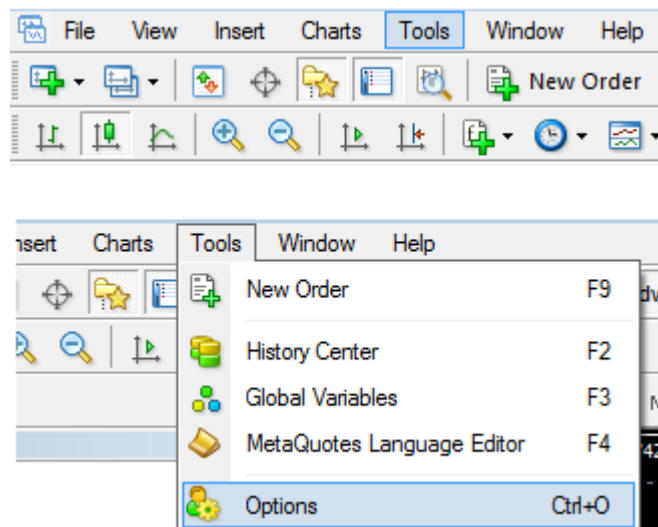 File View Insert Charts Tools Window Help
New Order
nsert Charts Tools Window Help
New Order F9
History Center F2
Global Variables F3
MetaQuotes Language Editor F4
Options Ctrl+O